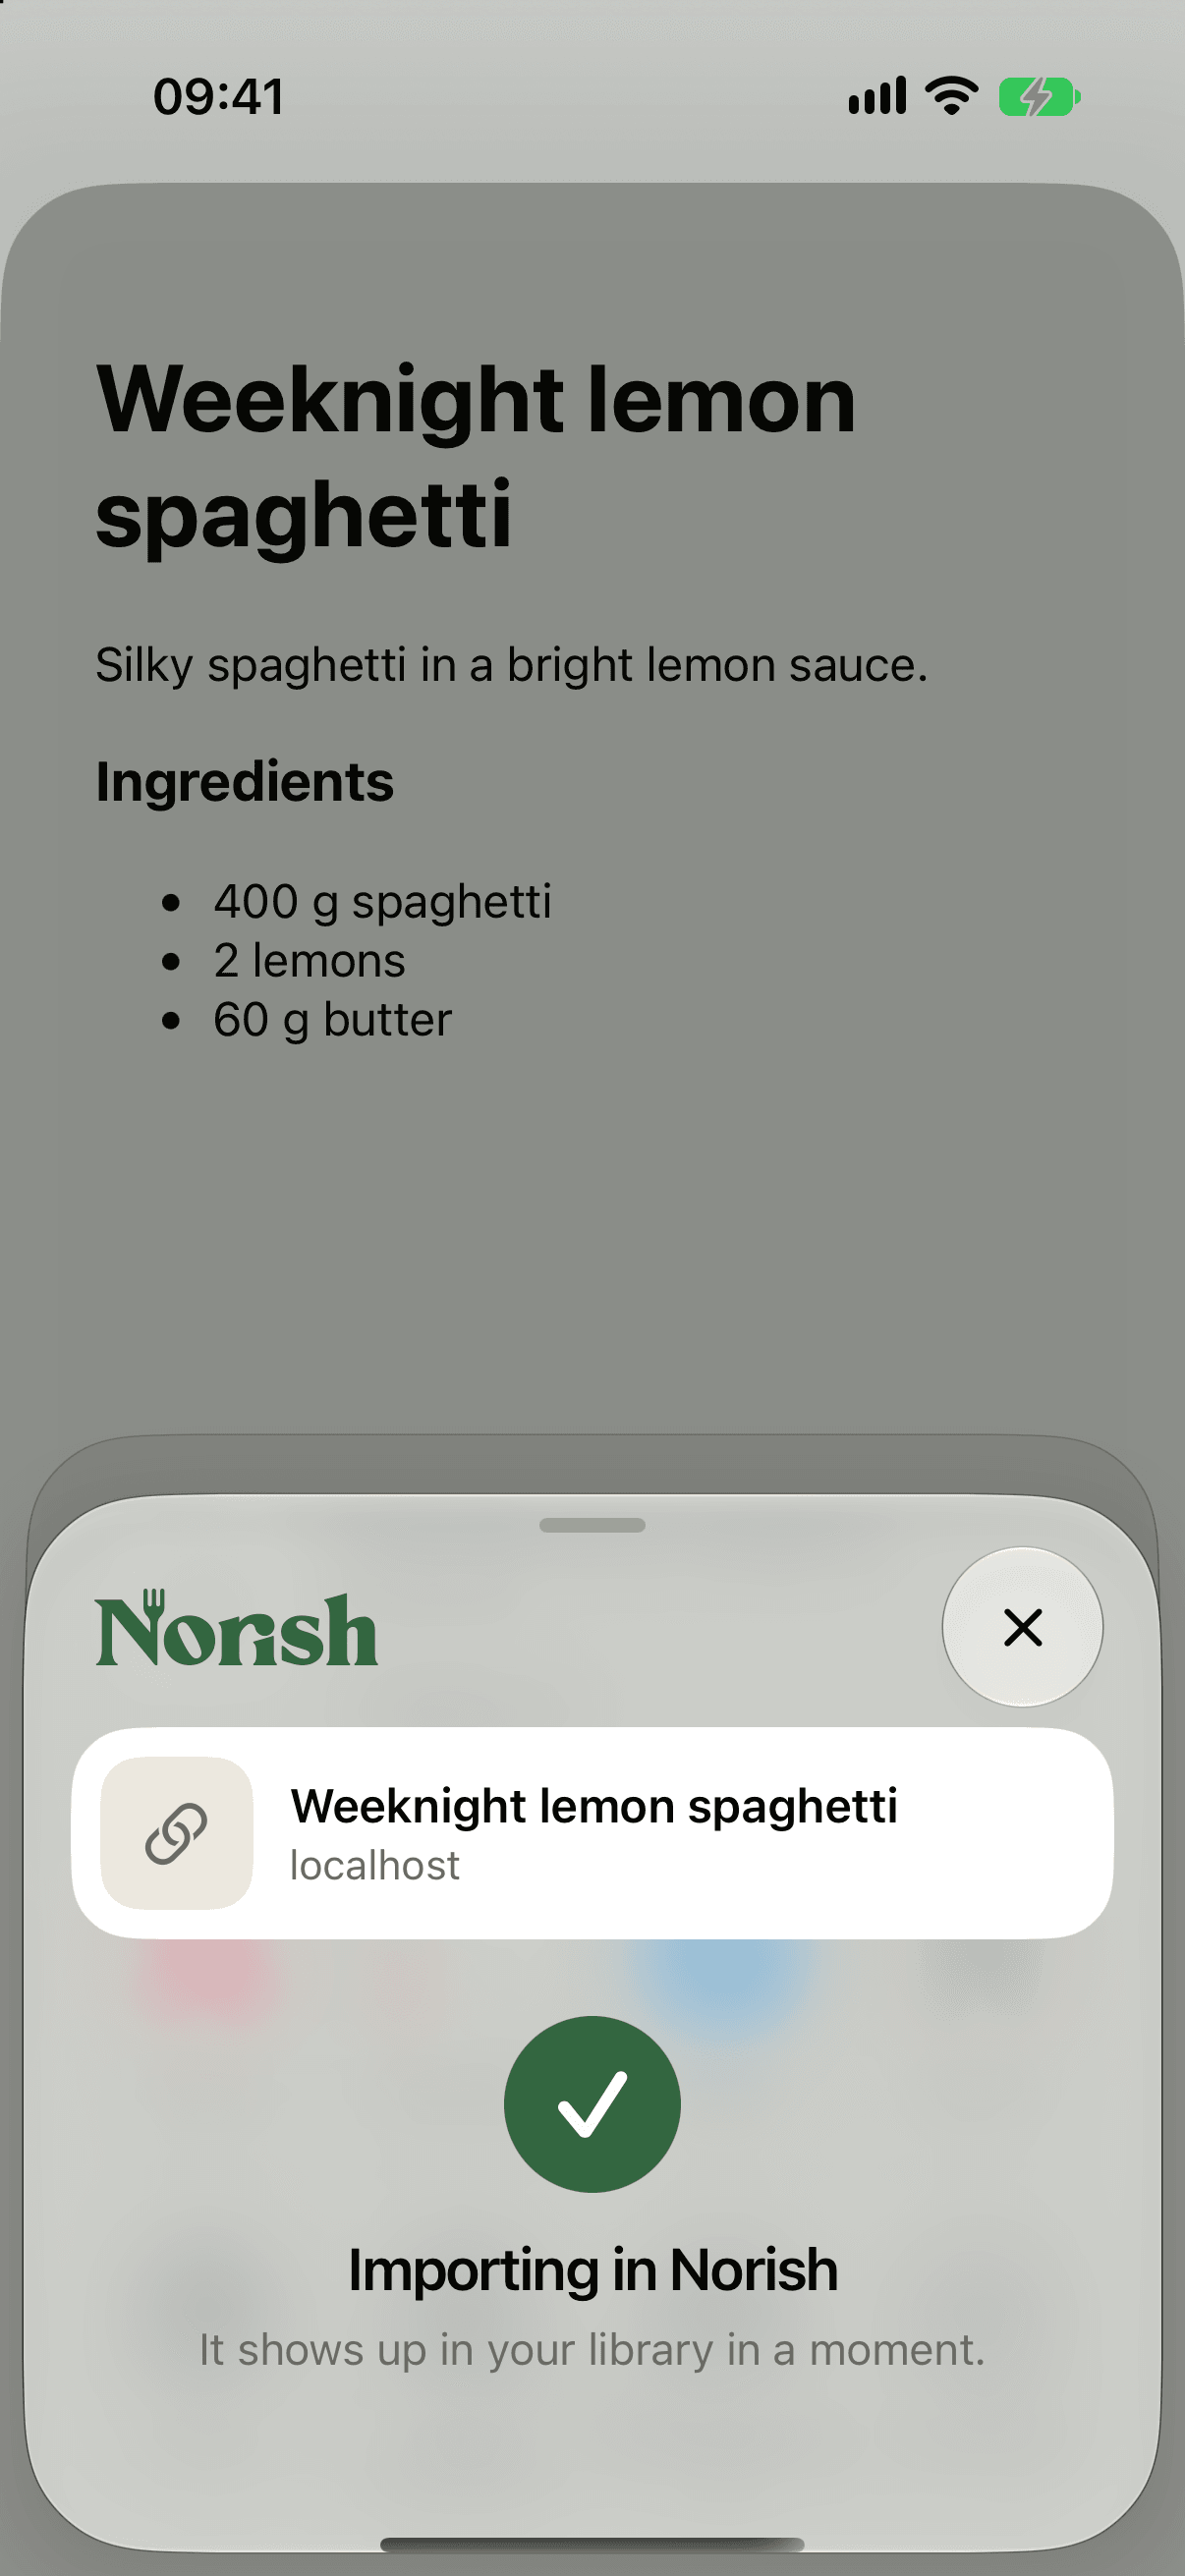 09:41
Weeknight lemon
spaghetti
Silky spaghetti in a bright lemon sauce.
Ingredients
• 400 g spaghetti
• 2 lemons
• 60 g butter
Norish
Weeknight lemon spaghetti
localhost
Importing in Norish
It shows up in your library in a moment.